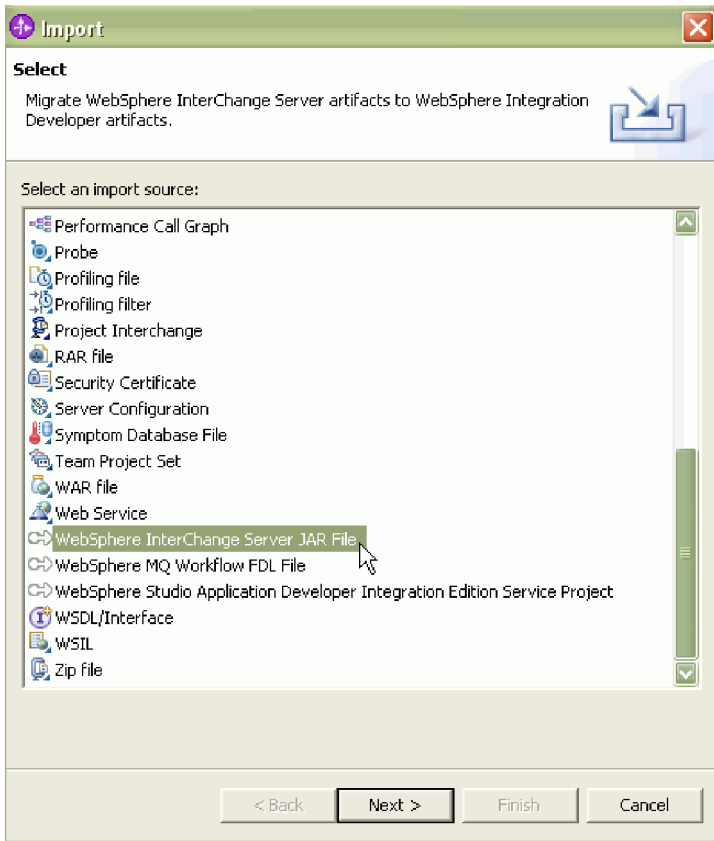 Import
Select
Migrate WebSphere InterChange Server artifacts to WebSphere Integration
Developer artifacts.
Select an import source:
Performance Call Graph
Probe
Profiling file
Profiling filter
Project Interchange
RAR file
Security Certificate
Server Configuration
Symptom Database File
Team Project Set
WAR file
Web Service
WebSphere InterChange Server JAR File
WebSphere MQ Workflow FDL File
WebSphere Studio Application Developer Integration Edition Service Project
WSDL/Interface
WSIL
Zip file
< Back Next > Finish Cancel